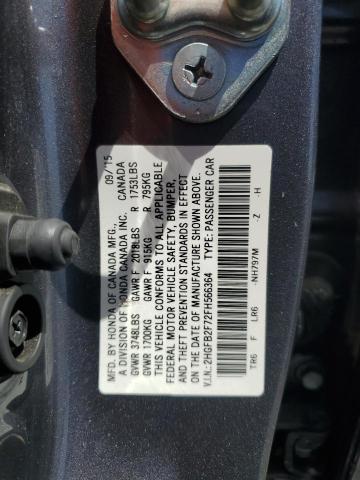 MFD. BY HONDA OF CANADA MFG., 09/15
A DIVISION OF HONDA CANADA INC. CANADA
GVWR 3748LBS GAWR F 2018LBS R 1753LBS
GVWR 1700KG GAWR F 915KG R 795KG
THIS VEHICLE CONFORMS TO ALL APPLICABLE
FEDERAL MOTOR VEHICLE SAFETY, BUMPER,
AND THEFT PREVENTION STANDARDS IN EFFECT
ON THE DATE OF MANUFACTURE SHOWN ABOVE.
V.I.N.: 2HGFB2F72FH565364 TYPE: PASSENGER CAR
TR6 F LR6 -NH797M -Z -H